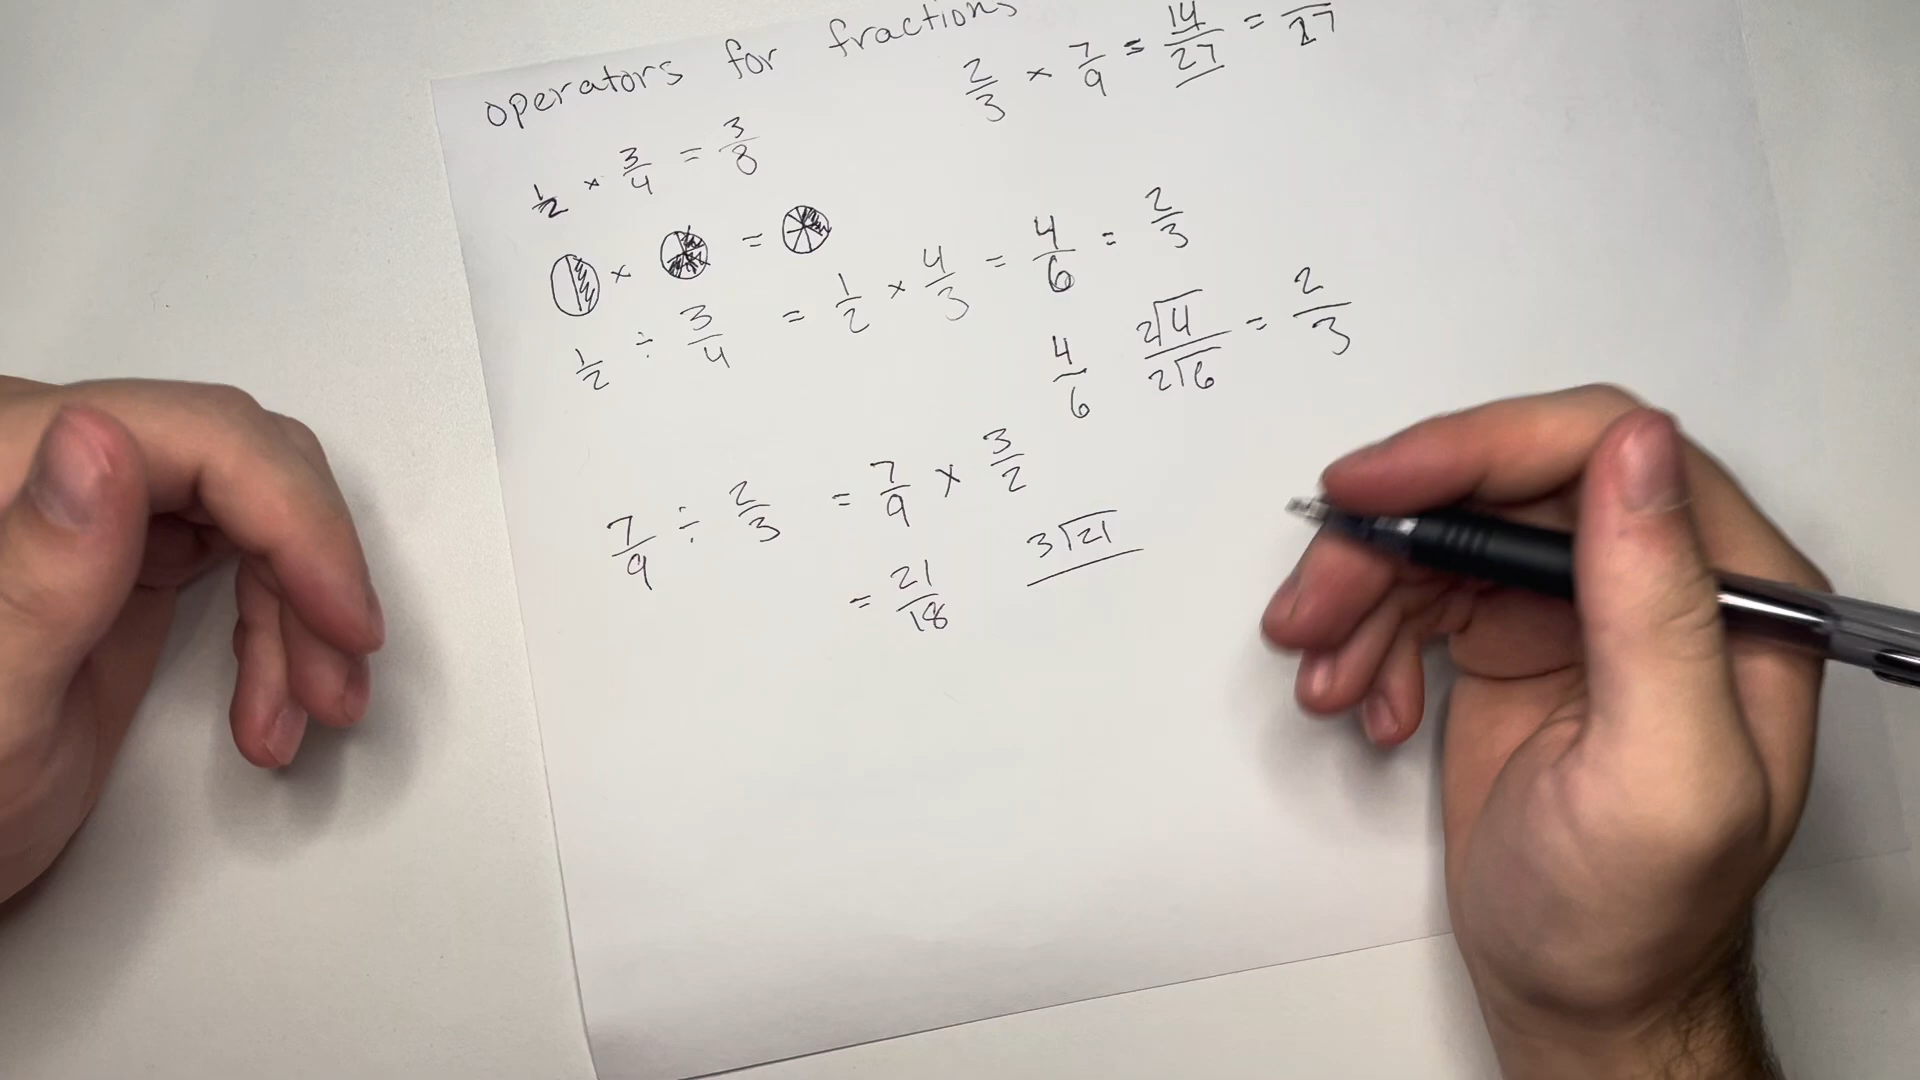 operators for fractions
2/3 × 7/9 = 14/27 = /27
1/2 × 3/4 = 3/8
× =
1/2 ÷ 3/4 = 1/2 × 4/3 = 4/6 = 2/3
4/6 2√4/2√6 = 2/3
7/9 ÷ 2/3 = 7/9 × 3/2
= 21/18 3√21